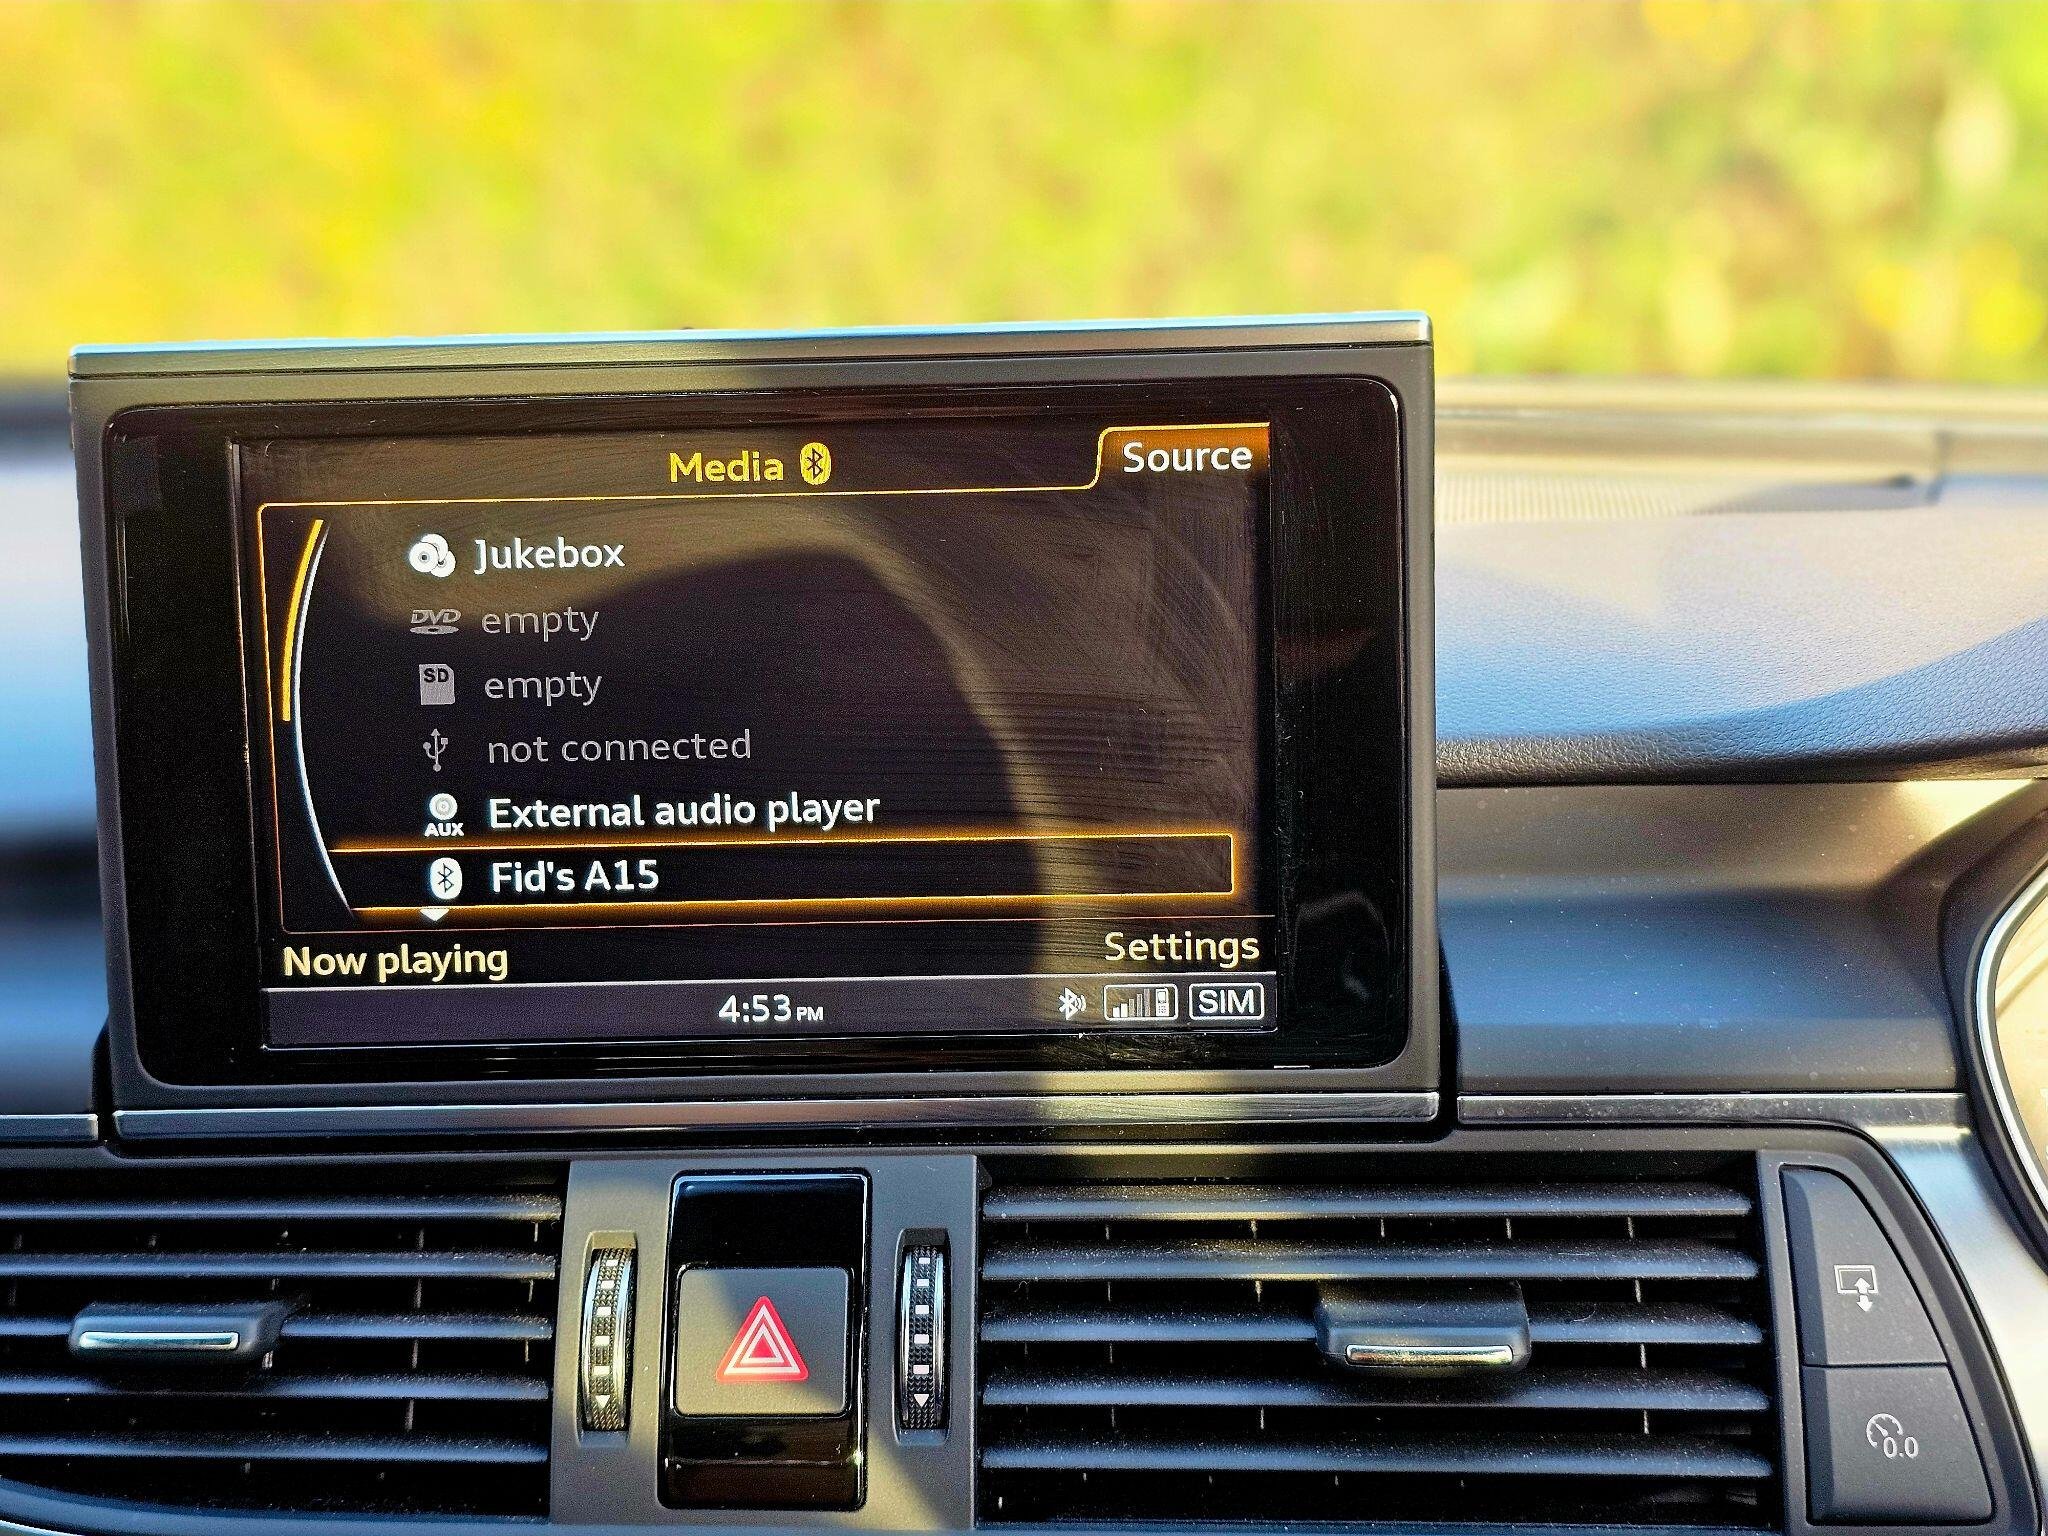 Media
Source
Jukebox
DVD empty
SD empty
not connected
External audio player
AUX
Fid's A15
Now playing
Settings
4:53 PM
SIM
0.0